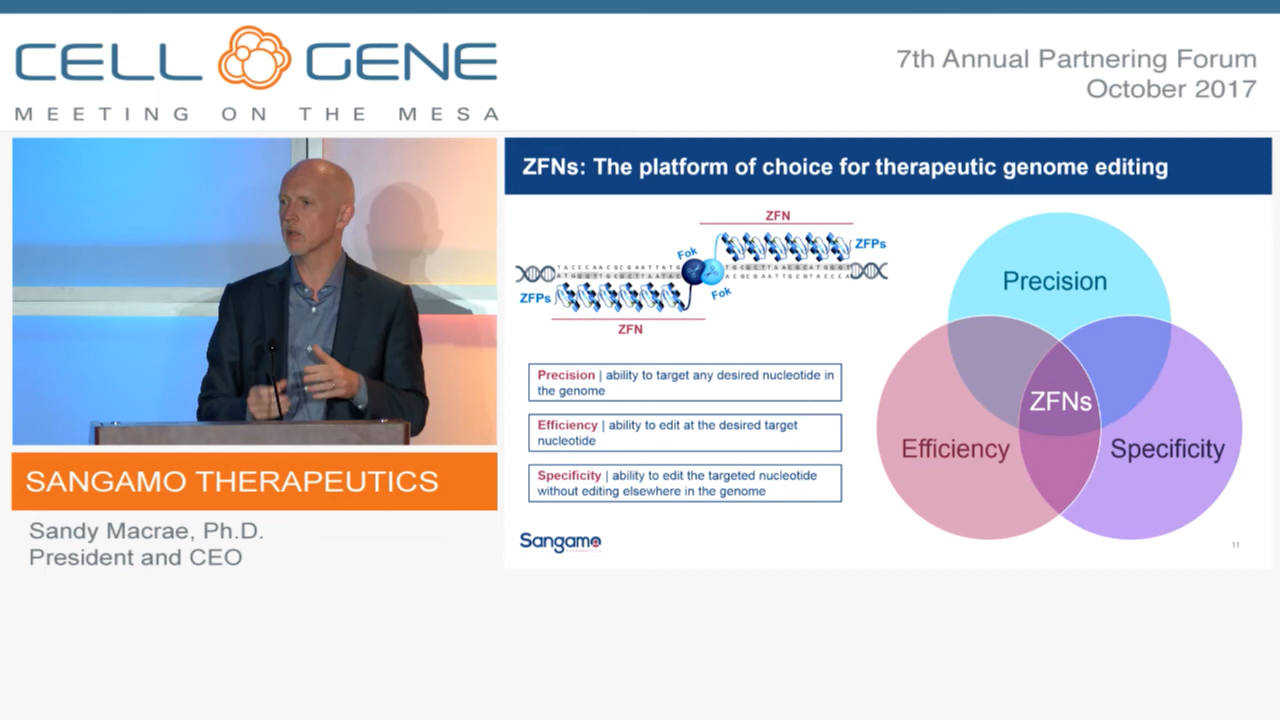 CELL GENE
MEETING ON THE MESA
7th Annual Partnering Forum
October 2017
SANGAMO THERAPEUTICS
Sandy Macrae, Ph.D.
President and CEO
ZFNs: The platform of choice for therapeutic genome editing
ZFN
Fok
ZFPs
ZFPs
Fok
ZFN
Precision | ability to target any desired nucleotide in
the genome
Efficiency | ability to edit at the desired target
nucleotide
Specificity | ability to edit the targeted nucleotide
without editing elsewhere in the genome
Precision
ZFNs
Efficiency
Specificity
Sangamo
11